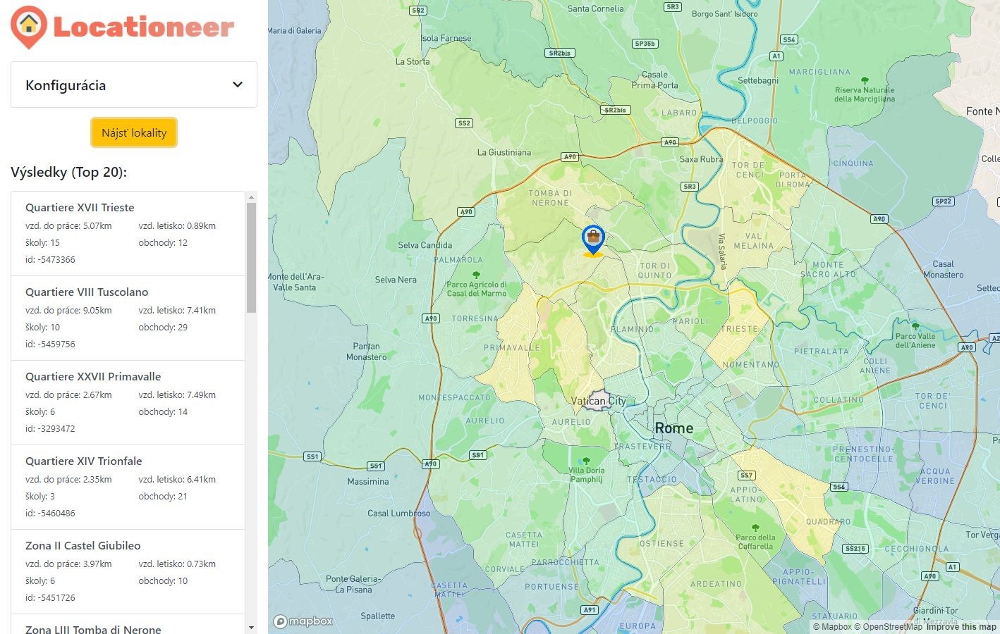 Locationeer
Konfigurácia
Nájsť lokality
Výsledky (Top 20):
Quartiere XVII Trieste
vzd. do práce: 5.07km vzd. letisko: 0.89km
školy: 15 obchody: 12
id: -5473366
Quartiere VIII Tuscolano
vzd. do práce: 9.05km vzd. letisko: 7.41km
školy: 10 obchody: 29
id: -5459756
Quartiere XXVII Primavalle
vzd. do práce: 2.67km vzd. letisko: 7.49km
školy: 6 obchody: 14
id: -3293472
Quartiere XIV Trionfale
vzd. do práce: 2.35km vzd. letisko: 6.41km
školy: 3 obchody: 21
id: -5460486
Zona II Castel Giubileo
vzd. do práce: 3.97km vzd. letisko: 0.73km
školy: 6 obchody: 10
id: -5451726
Zona LIII Tomba di Nerone
SR2
Santa Cornelia
SR3
Borgo Sant' Isidoro
Maria di Galeria
Isola Farnese
SP35b
SS4
La Storta
SR2bis
A1
Casale
Prima Porta
MARCIGLIANA
Settebagni
Riserva Naturale
della Marcigliana
SR2bis
LABARO
Fonte N
SS2
BELPOGGIO
A90
La Giustiniana
A90
Saxa Rubra
Colle
TOR DE'
CENCI
CINQUINA
PORTA
DI ROMA
SR3
TOMBA DI
NERONE
SP22
A90
A90
Selva Candida
Via Salaria
VAL
MELAINA
PALMAROLA
TOR DI
QUINTO
MONTE
SACRO ALTO
Casal
Monastero
Monte dell'Ara-
Valle Santa
Selva Nera
Parco Agricolo di
Casal del Marmo
Settec
A90
TORRESINA
PARIOLI
FLAMINIO
TRIESTE
Parco Valle
dell'Aniene
A90
A2
Pantan
Monastero
PRIMAVALLE
PIETRALATA
NOMENTANO
COLLI
ANIENE
MONTESPACCATO
Vatican City
COLLATINO
TOR DE'
CENCI
AURELIO
AURELIO
Rome
TRASTEVERE
PRENESTINO-
CENTOCELLE
Pr
SS1
SS1
A90
SS1
Massimina
Villa Doria
Pamphilj
TESTACCIO
SS7
ACQUA
VERGINE
SS6
APPIO-
LATINO
Casal Lumbroso
QUADRARO
CASETTA
MATTEI
OSTIENSE
Parco della
Caffarella
Tor Verga
SS215
CECCHIGNOLA
CORVIALE
PARROCCHIETTA
A1
A90
Ponte Galeria-
La Pisana
CASETTA
MATTEI
PORTUENSE
ARDEATINO
APPIO-
PIGNATELLI
Spallette
A91
EUROPA
STATUARIO
Giardini Tor
di Mezzavia
mapbox
© Mapbox © OpenStreetMap Improve this map